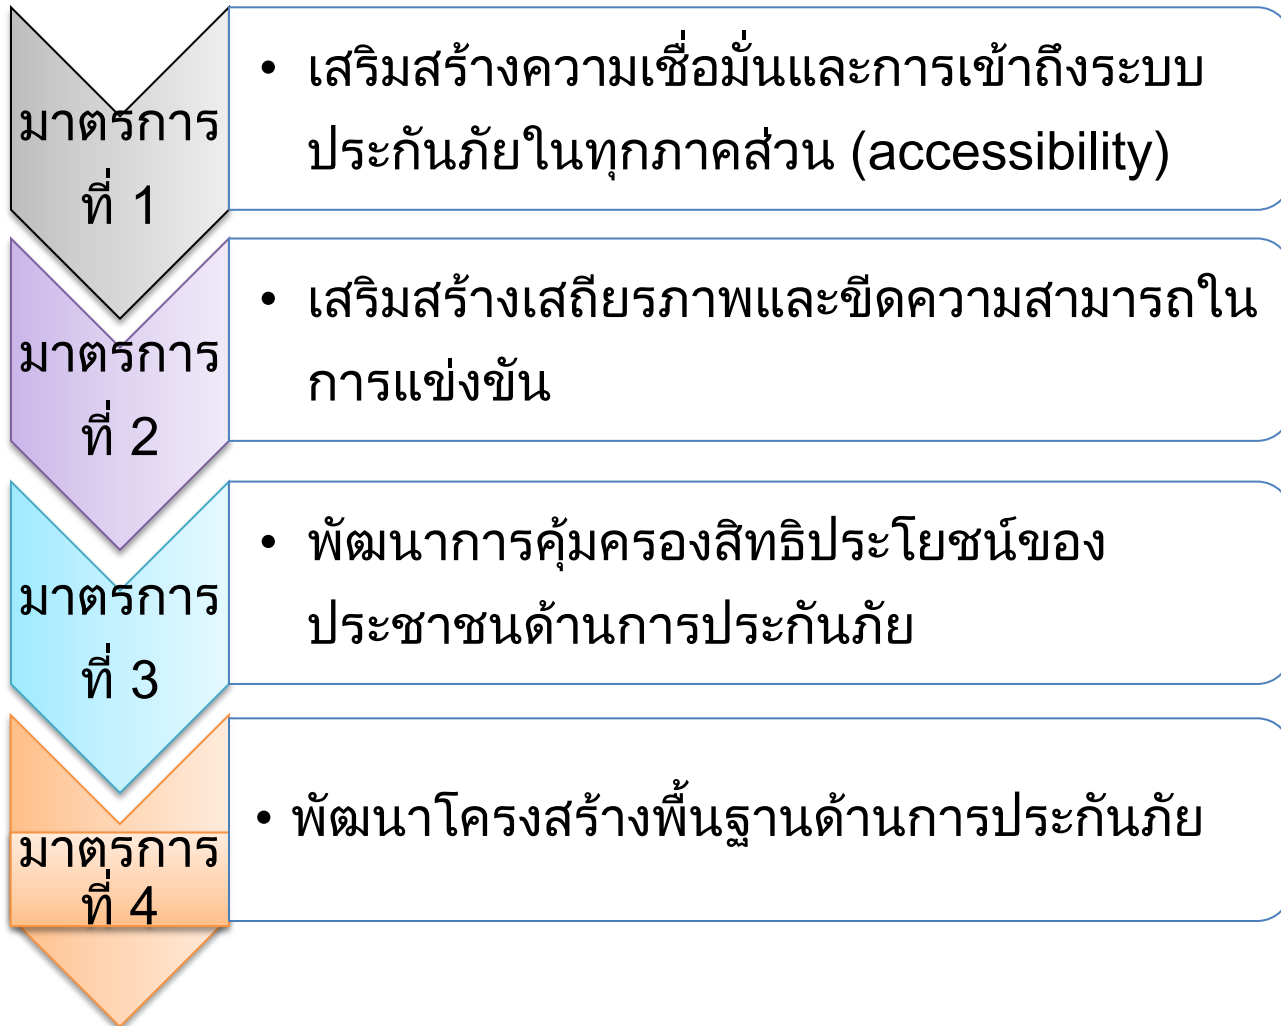 มาตรการ
ที่ 1
• เสริมสร้างความเชื่อมั่นและการเข้าถึงระบบ
ประกันภัยในทุกภาคส่วน (accessibility)
มาตรการ
ที่ 2
• เสริมสร้างเสถียรภาพและขีดความสามารถใน
การแข่งขัน
มาตรการ
ที่ 3
• พัฒนาการคุ้มครองสิทธิประโยชน์ของ
ประชาชนด้านการประกันภัย
มาตรการ
ที่ 4
• พัฒนาโครงสร้างพื้นฐานด้านการประกันภัย